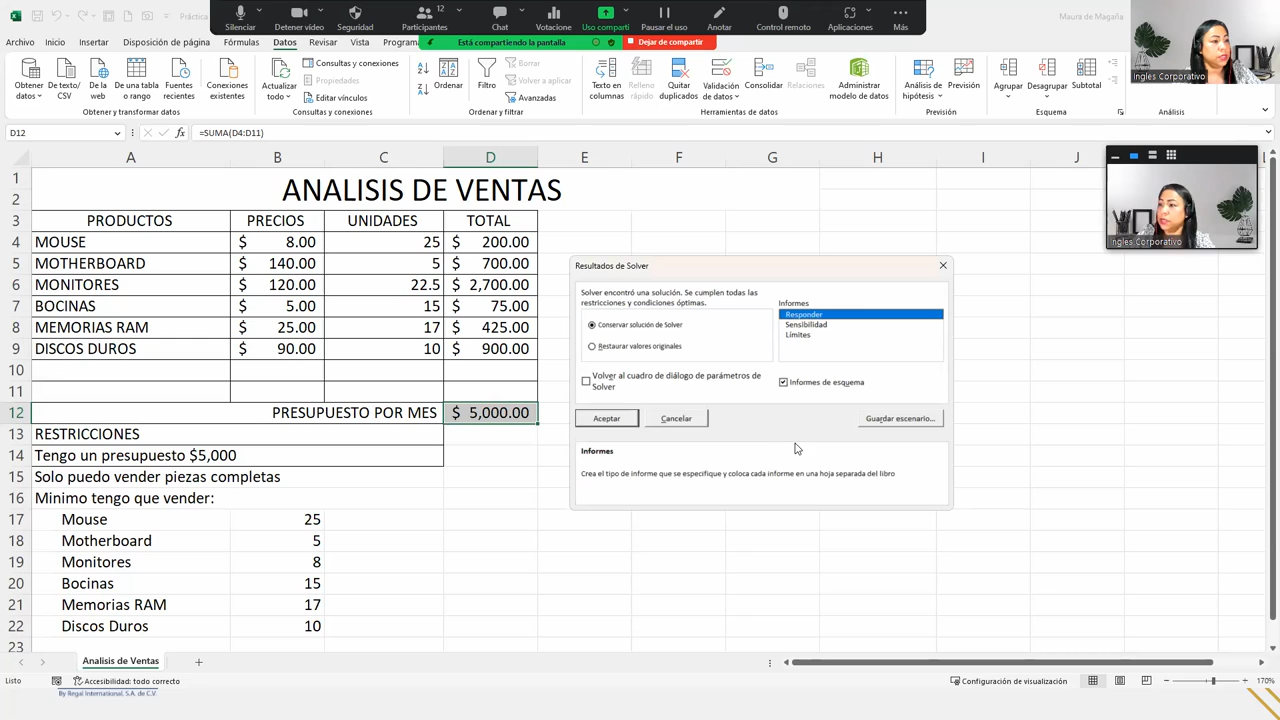 Práctica
Silenciar
Detener video
Seguridad
12
Participantes
Chat
Votacione
Uso comparti
Pausar el uso
Anotar
Control remoto
Aplicaciones
Más
Maura de Magaña
Está compartiendo la pantalla
Dejar de compartir
Archivo
Inicio
Insertar
Disposición de página
Fórmulas
Datos
Revisar
Vista
Programa
Ingles Corporativo
Obtener datos
De texto/CSV
De la web
De una tabla o rango
Fuentes recientes
Conexiones existentes
Actualizar todo
Consultas y conexiones
Propiedades
Editar vínculos
Ordenar
Filtro
Borrar
Volver a aplicar
Avanzadas
Texto en columnas
Relleno rápido
Quitar duplicados
Validación de datos
Consolidar
Relaciones
Administrar modelo de datos
Análisis de hipótesis
Previsión
Agrupar
Desagrupar
Subtotal
Obtener y transformar datos
Consultas y conexiones
Ordenar y filtrar
Herramientas de datos
Previsión
Esquema
Análisis
D12
fx
=SUMA(D4:D11)
A B C D E F G H I J
1
2 ANALISIS DE VENTAS
3 PRODUCTOS PRECIOS UNIDADES TOTAL
4 MOUSE $ 8.00 25 $ 200.00
5 MOTHERBOARD $ 140.00 5 $ 700.00
6 MONITORES $ 120.00 22.5 $ 2,700.00
7 BOCINAS $ 5.00 15 $ 75.00
8 MEMORIAS RAM $ 25.00 17 $ 425.00
9 DISCOS DUROS $ 90.00 10 $ 900.00
10
11
12 PRESUPUESTO POR MES $ 5,000.00
13 RESTRICCIONES
14 Tengo un presupuesto $5,000
15 Solo puedo vender piezas completas
16 Minimo tengo que vender:
17 Mouse 25
18 Motherboard 5
19 Monitores 8
20 Bocinas 15
21 Memorias RAM 17
22 Discos Duros 10
23
Ingles Corporativo
Resultados de Solver
Solver encontró una solución. Se cumplen todas las
restricciones y condiciones óptimas.
Conservar solución de Solver
Restaurar valores originales
Informes
Responder
Sensibilidad
Límites
Volver al cuadro de diálogo de parámetros de
Solver
Informes de esquema
Aceptar
Cancelar
Guardar escenario...
Informes
Crea el tipo de informe que se especifique y coloca cada informe en una hoja separada del libro
Analisis de Ventas
Listo
Accesibilidad: todo correcto
Configuración de visualización
170%
By Regal International, S.A. de C.V.